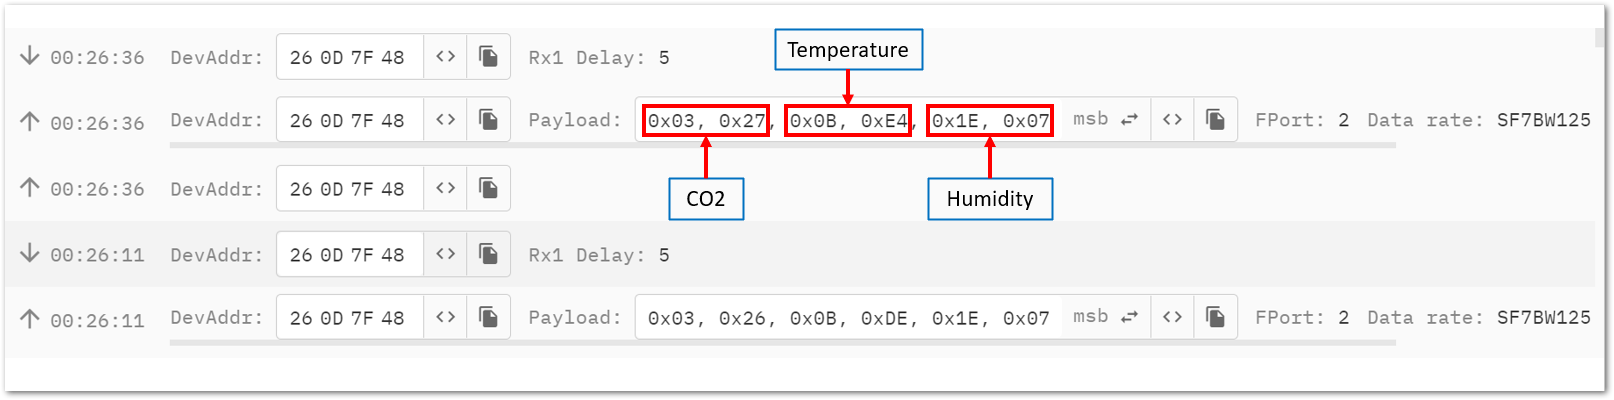 00:26:36 DevAddr: 26 0D 7F 48 <> Rx1 Delay: 5
Temperature
00:26:36 DevAddr: 26 0D 7F 48 <> Payload: 0x03, 0x27, 0x0B, 0xE4, 0x1E, 0x07 msb <> FPort: 2 Data rate: SF7BW125
00:26:36 DevAddr: 26 0D 7F 48 <>
CO2
Humidity
00:26:11 DevAddr: 26 0D 7F 48 <> Rx1 Delay: 5
00:26:11 DevAddr: 26 0D 7F 48 <> Payload: 0x03, 0x26, 0x0B, 0xDE, 0x1E, 0x07 msb <> FPort: 2 Data rate: SF7BW125